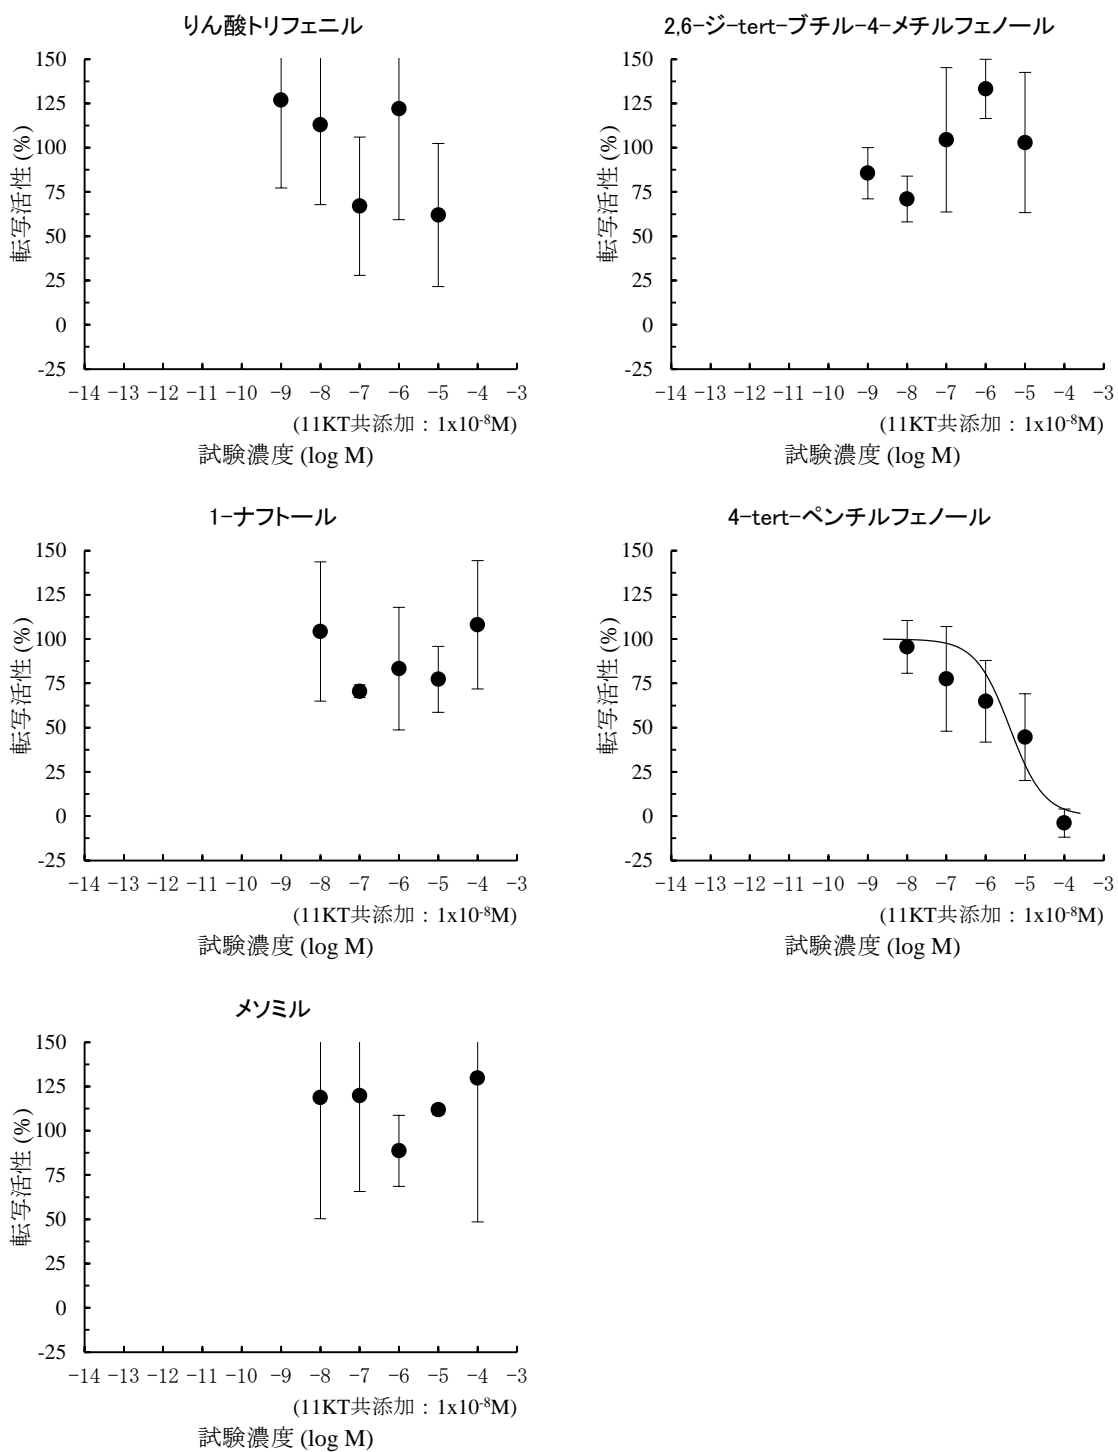 りん酸トリフェニル
転写活性 (%)
150
125
100
75
50
25
0
-25
-14 -13 -12 -11 -10 -9 -8 -7 -6 -5 -4 -3
(11KT共添加：1x10⁻⁸M)
試験濃度 (log M)
2,6-ジ-tert-ブチル-4-メチルフェノール
転写活性 (%)
150
125
100
75
50
25
0
-25
-14 -13 -12 -11 -10 -9 -8 -7 -6 -5 -4 -3
(11KT共添加：1x10⁻⁸M)
試験濃度 (log M)
1-ナフトール
転写活性 (%)
150
125
100
75
50
25
0
-25
-14 -13 -12 -11 -10 -9 -8 -7 -6 -5 -4 -3
(11KT共添加：1x10⁻⁸M)
試験濃度 (log M)
4-tert-ペンチルフェノール
転写活性 (%)
150
125
100
75
50
25
0
-25
-14 -13 -12 -11 -10 -9 -8 -7 -6 -5 -4 -3
(11KT共添加：1x10⁻⁸M)
試験濃度 (log M)
メソミル
転写活性 (%)
150
125
100
75
50
25
0
-25
-14 -13 -12 -11 -10 -9 -8 -7 -6 -5 -4 -3
(11KT共添加：1x10⁻⁸M)
試験濃度 (log M)